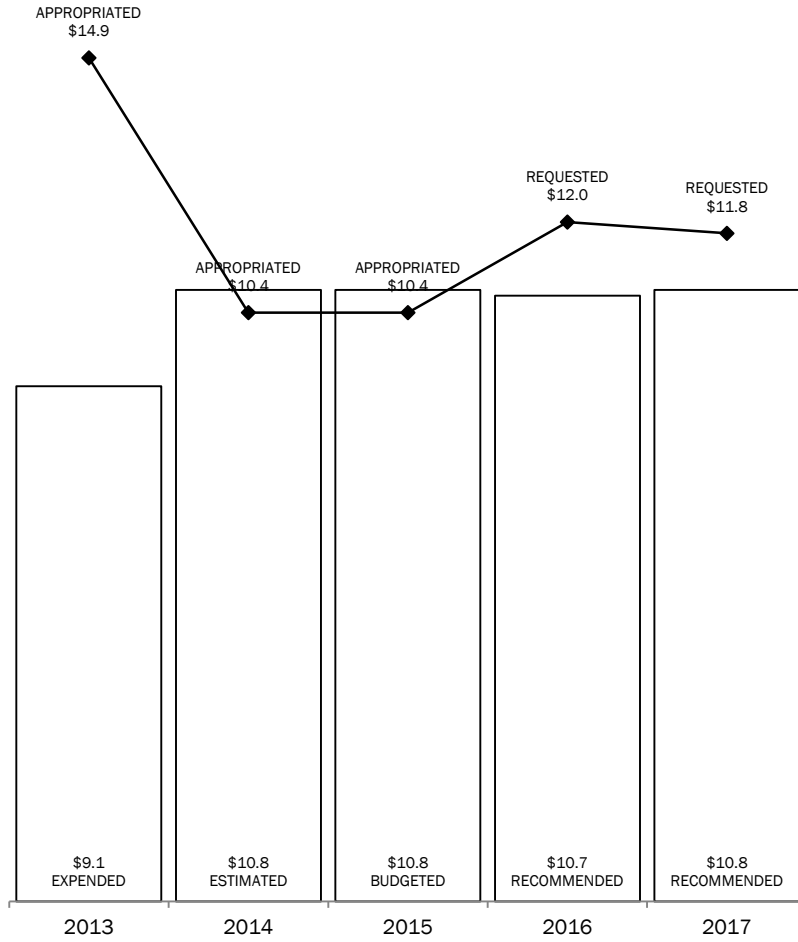 APPROPRIATED
$14.9
REQUESTED
$12.0
REQUESTED
$11.8
APPROPRIATED
$10.4
APPROPRIATED
$10.4
$9.1
EXPENDED
$10.8
ESTIMATED
$10.8
BUDGETED
$10.7
RECOMMENDED
$10.8
RECOMMENDED
2013
2014
2015
2016
2017